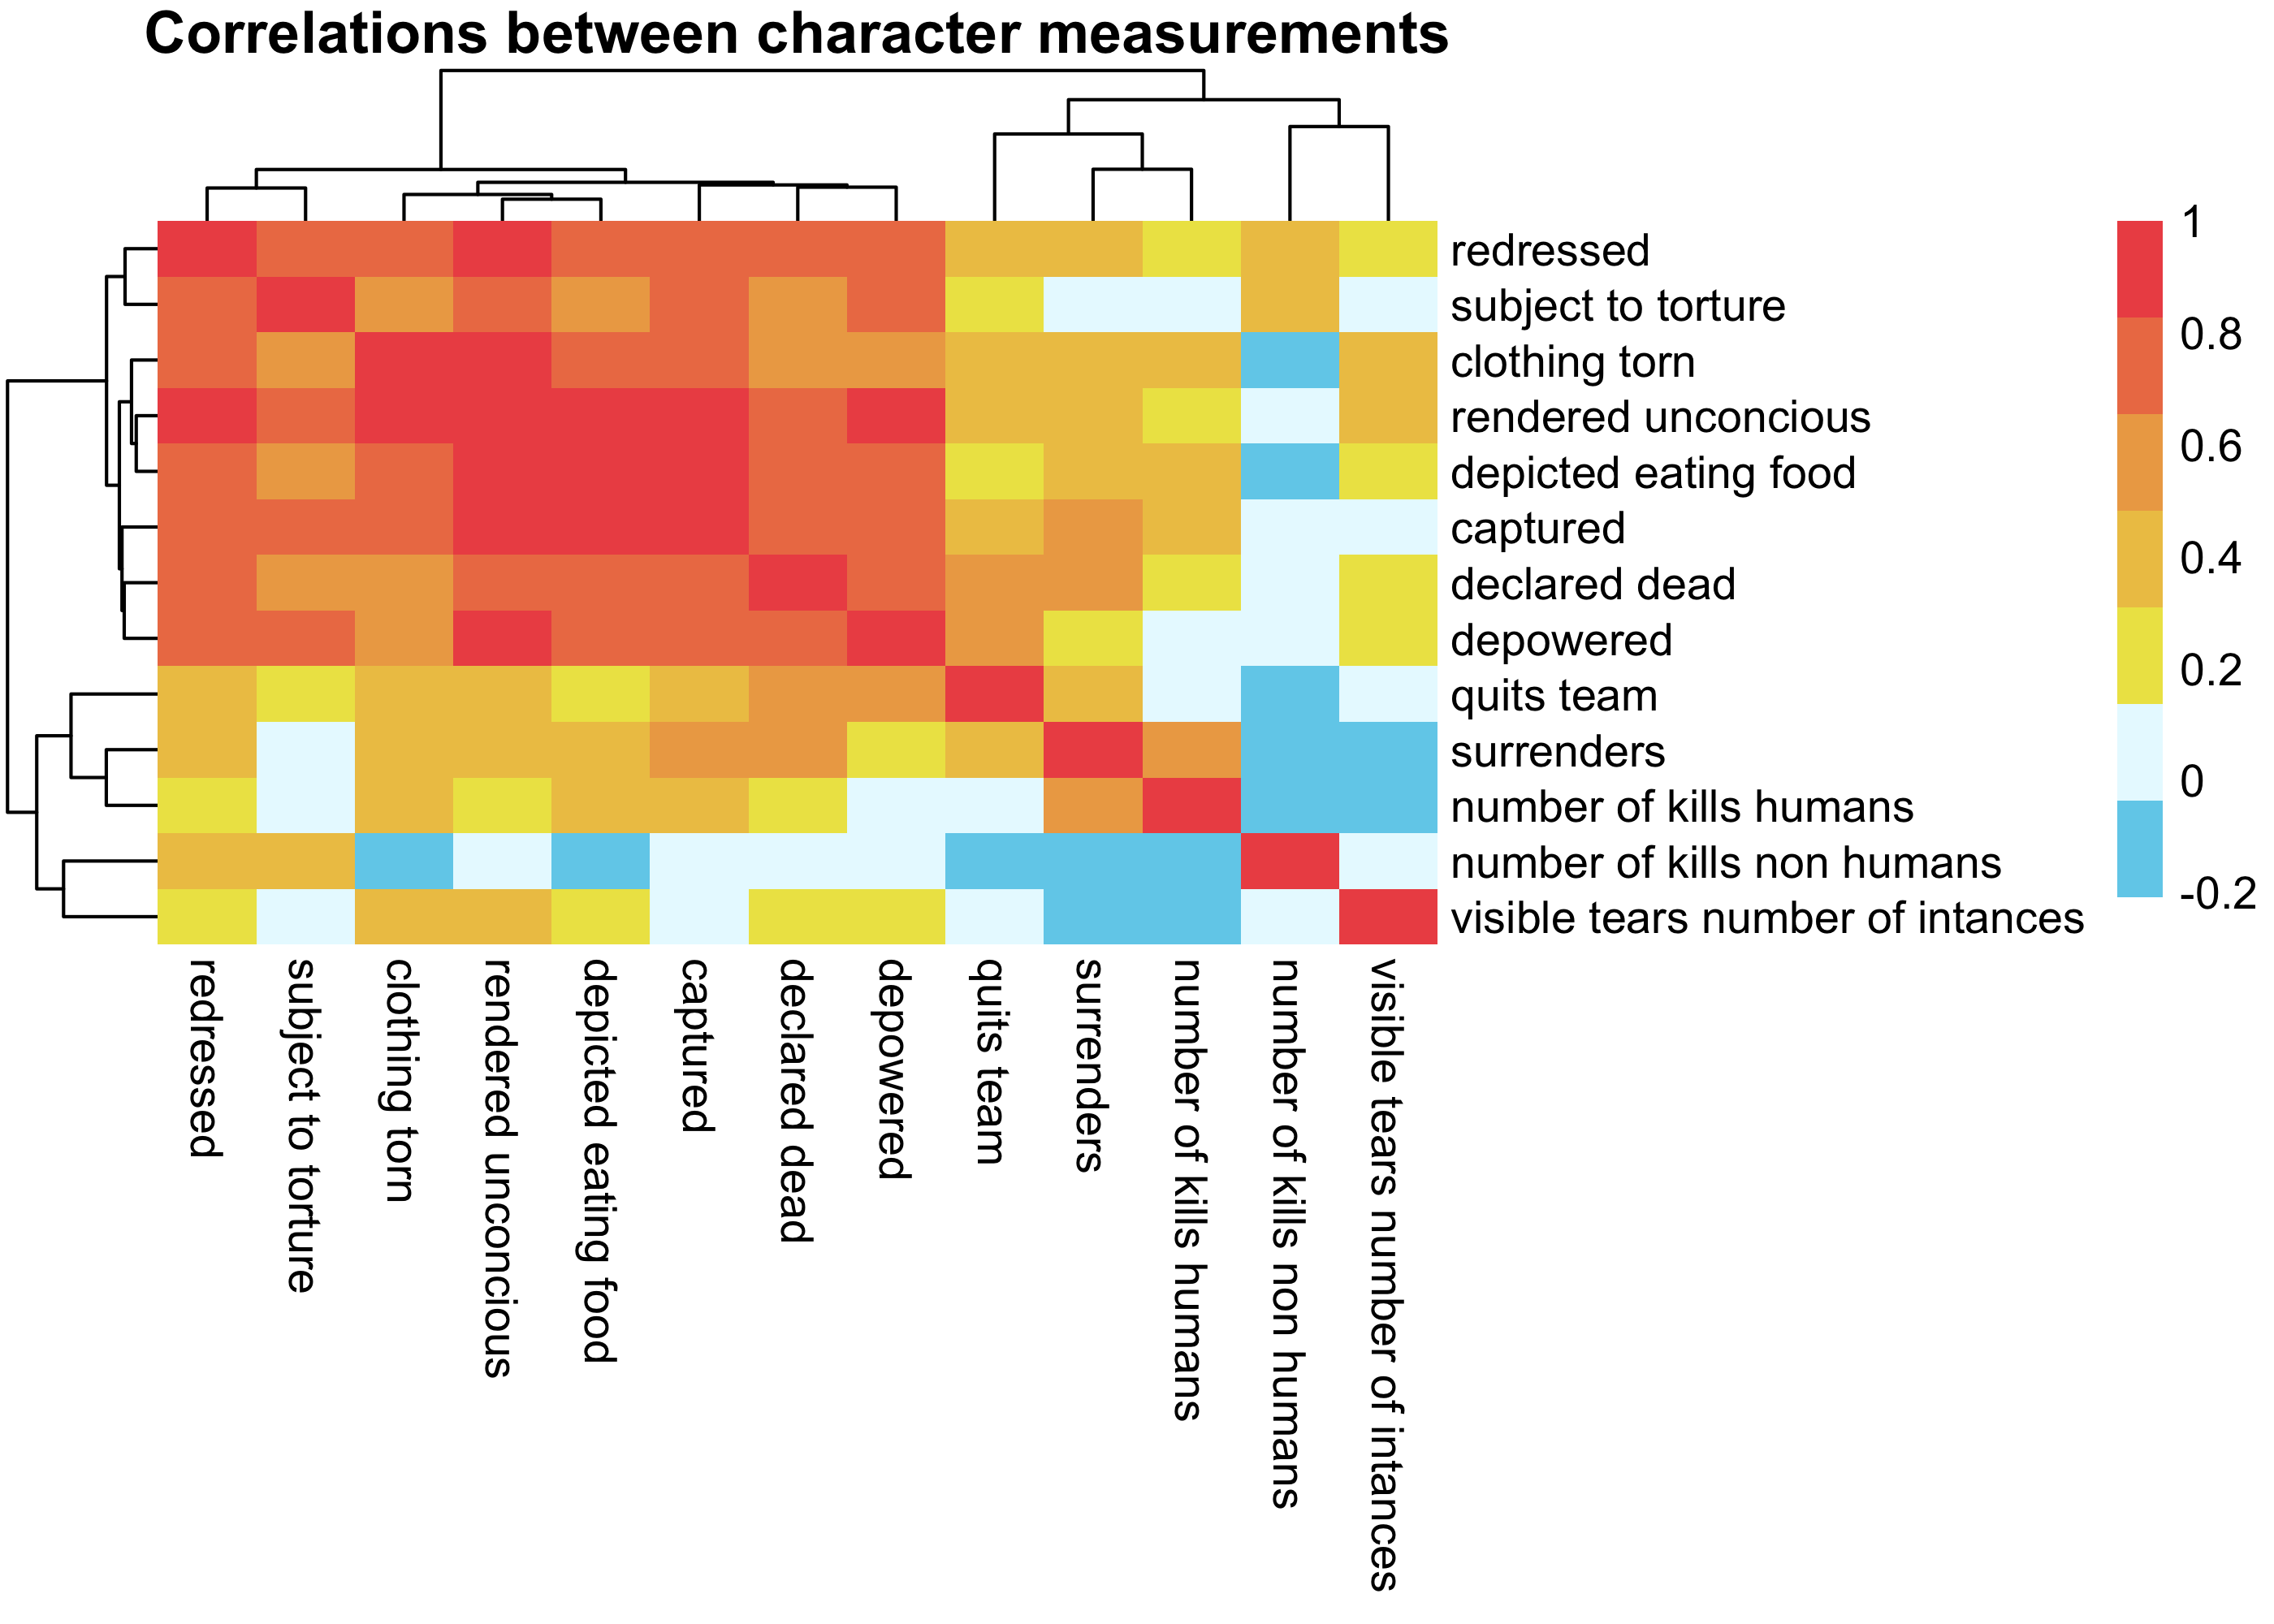 Correlations between character measurements
redressed
subject to torture
clothing torn
rendered unconcious
depicted eating food
captured
declared dead
depowered
quits team
surrenders
number of kills humans
number of kills non humans
visible tears number of intances
1
0.8
0.6
0.4
0.2
0
-0.2
redressed
subject to torture
clothing torn
rendered unconcious
depicted eating food
captured
declared dead
depowered
quits team
surrenders
number of kills humans
number of kills non humans
visible tears number of intances